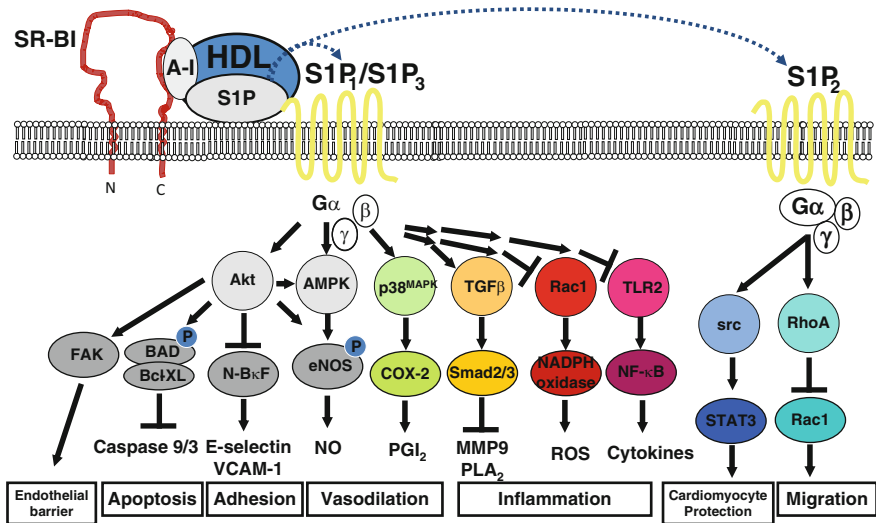 SR-BI
HDL
A-I
S1P
S1P1/S1P3
S1P2
N
C
Gα
β
γ
Gα
β
γ
Akt
AMPK
p38MAPK
TGFβ
Rac1
TLR2
src
RhoA
P
P
FAK
BAD
Bcl-XL
N-BκF
eNOS
COX-2
Smad2/3
NADPH
oxidase
NF-κB
STAT3
Rac1
Caspase 9/3
E-selectin
VCAM-1
NO
PGI2
MMP9
PLA2
ROS
Cytokines
Endothelial
barrier
Apoptosis
Adhesion
Vasodilation
Inflammation
Cardiomyocyte
Protection
Migration